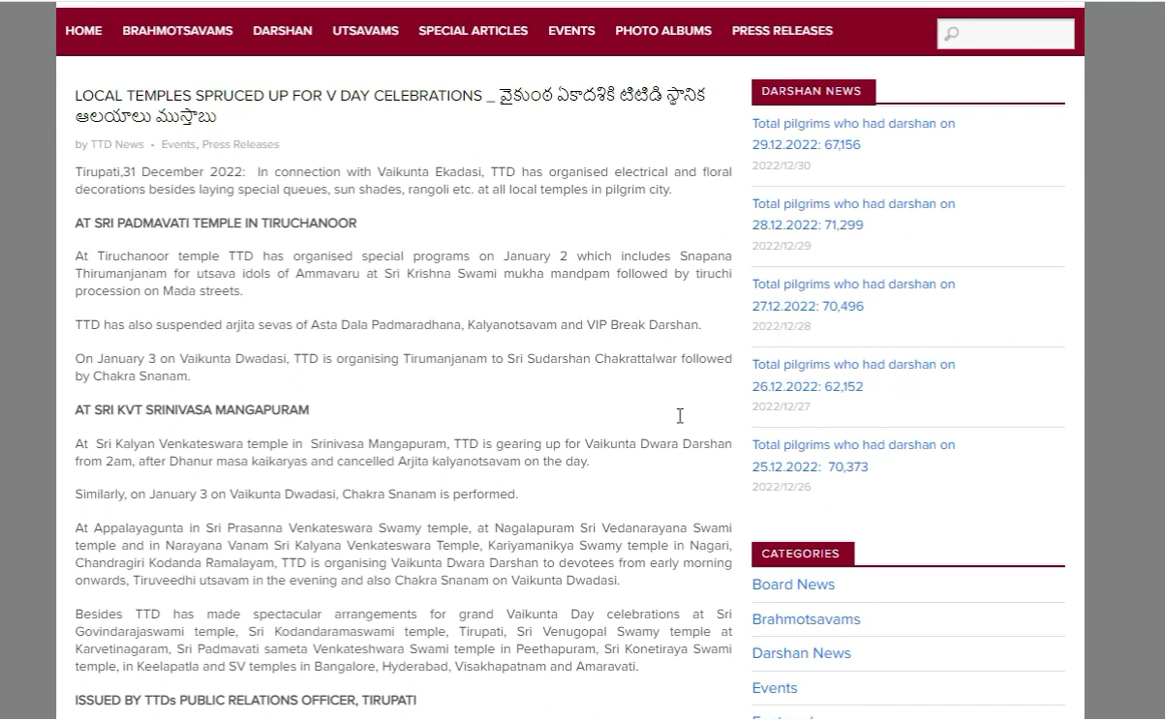 HOME BRAHMOTSAVAMS DARSHAN UTSAVAMS SPECIAL ARTICLES EVENTS PHOTO ALBUMS PRESS RELEASES
LOCAL TEMPLES SPRUCED UP FOR V DAY CELEBRATIONS _ వైకుంఠ ఏకాదశికి టిటిడి స్థానిక
ఆలయాలు ముస్తాబు
by TTD News • Events, Press Releases
Tirupati,31 December 2022: In connection with Vaikunta Ekadasi, TTD has organised electrical and floral
decorations besides laying special queues, sun shades, rangoli etc. at all local temples in pilgrim city.
AT SRI PADMAVATI TEMPLE IN TIRUCHANOOR
At Tiruchanoor temple TTD has organised special programs on January 2 which includes Snapana
Thirumanjanam for utsava idols of Ammavaru at Sri Krishna Swami mukha mandpam followed by tiruchi
procession on Mada streets.
TTD has also suspended arjita sevas of Asta Dala Padmaradhana, Kalyanotsavam and VIP Break Darshan.
On January 3 on Vaikunta Dwadasi, TTD is organising Tirumanjanam to Sri Sudarshan Chakrattalwar followed
by Chakra Snanam.
AT SRI KVT SRINIVASA MANGAPURAM
At Sri Kalyan Venkateswara temple in Srinivasa Mangapuram, TTD is gearing up for Vaikunta Dwara Darshan
from 2am, after Dhanur masa kaikaryas and cancelled Arjita kalyanotsavam on the day.
Similarly, on January 3 on Vaikunta Dwadasi, Chakra Snanam is performed.
At Appalayagunta in Sri Prasanna Venkateswara Swamy temple, at Nagalapuram Sri Vedanarayana Swami
temple and in Narayana Vanam Sri Kalyana Venkateswara Temple, Kariyamanikya Swamy temple in Nagari,
Chandragiri Kodanda Ramalayam, TTD is organising Vaikunta Dwara Darshan to devotees from early morning
onwards, Tiruveedhi utsavam in the evening and also Chakra Snanam on Vaikunta Dwadasi.
Besides TTD has made spectacular arrangements for grand Vaikunta Day celebrations at Sri
Govindarajaswami temple, Sri Kodandaramaswami temple, Tirupati, Sri Venugopal Swamy temple at
Karvetinagaram, Sri Padmavati sameta Venkateshwara Swami temple in Peethapuram, Sri Konetiraya Swami
temple, in Keelapatla and SV temples in Bangalore, Hyderabad, Visakhapatnam and Amaravati.
ISSUED BY TTDs PUBLIC RELATIONS OFFICER, TIRUPATI
DARSHAN NEWS
Total pilgrims who had darshan on
29.12.2022: 67,156
2022/12/30
Total pilgrims who had darshan on
28.12.2022: 71,299
2022/12/29
Total pilgrims who had darshan on
27.12.2022: 70,496
2022/12/28
Total pilgrims who had darshan on
26.12.2022: 62,152
2022/12/27
Total pilgrims who had darshan on
25.12.2022: 70,373
2022/12/26
CATEGORIES
Board News
Brahmotsavams
Darshan News
Events